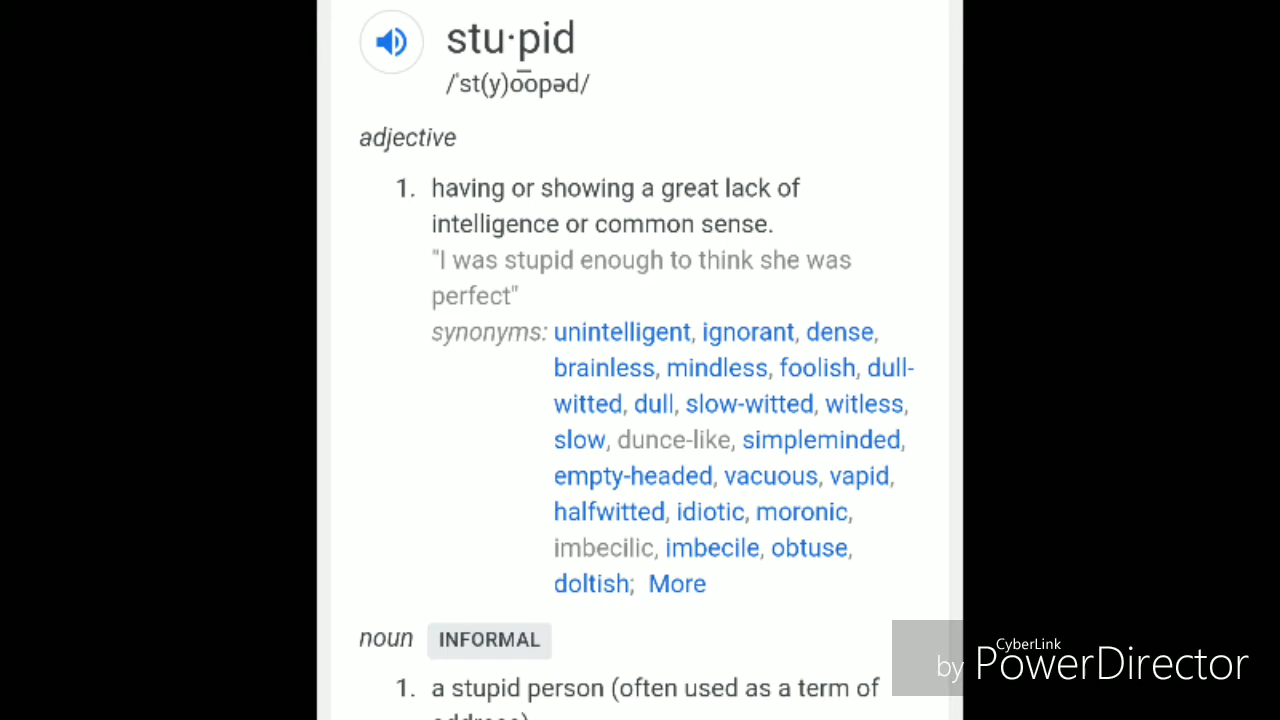 stu·pid
/ˈst(y)o͞opəd/
adjective
1. having or showing a great lack of
intelligence or common sense.
"I was stupid enough to think she was
perfect"
synonyms: unintelligent, ignorant, dense,
brainless, mindless, foolish, dull-
witted, dull, slow-witted, witless,
slow, dunce-like, simpleminded,
empty-headed, vacuous, vapid,
halfwitted, idiotic, moronic,
imbecilic, imbecile, obtuse,
doltish; More
noun INFORMAL
1. a stupid person (often used as a term of
CyberLink
by PowerDirector